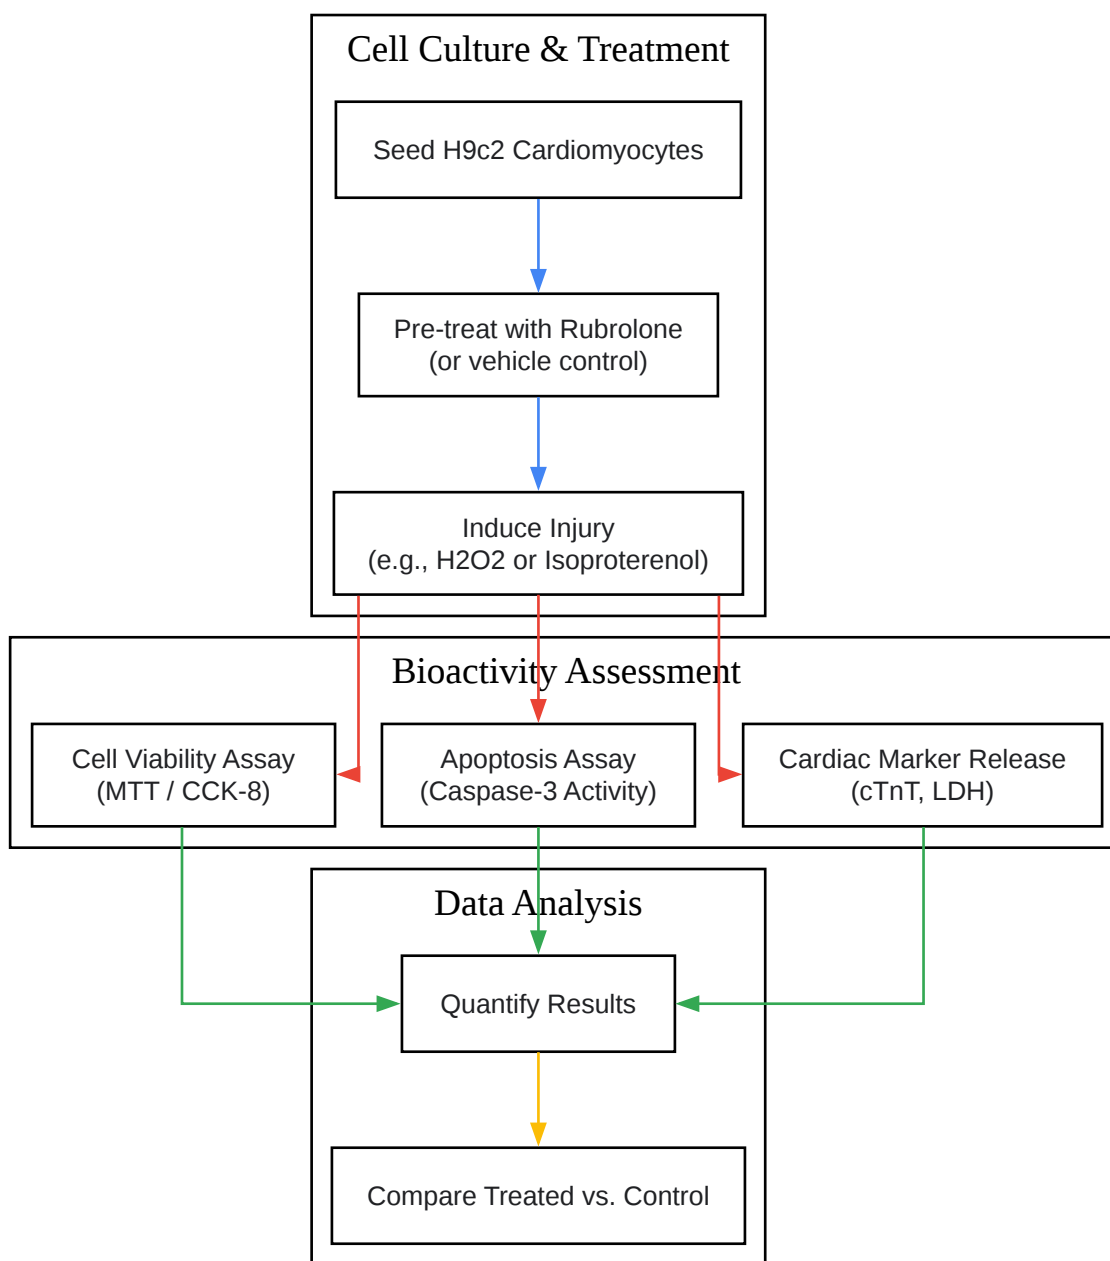 Cell Culture & Treatment
Seed H9c2 Cardiomyocytes
Pre-treat with Rubrolone
(or vehicle control)
Induce Injury
(e.g., H2O2 or Isoproterenol)
Bioactivity Assessment
Cell Viability Assay
(MTT / CCK-8)
Apoptosis Assay
(Caspase-3 Activity)
Cardiac Marker Release
(cTnT, LDH)
Data Analysis
Quantify Results
Compare Treated vs. Control